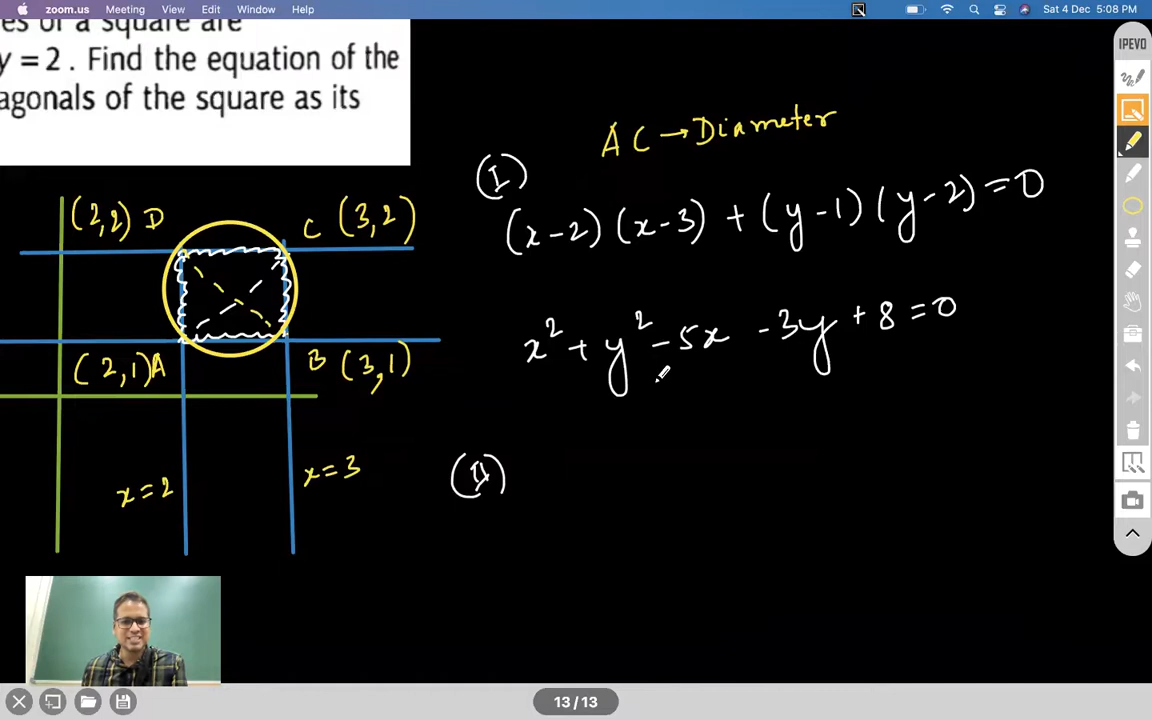 zoom.us Meeting View Edit Window Help Sat 4 Dec 5:08 PM
es of a square are
y = 2 . Find the equation of the
agonals of the square as its
IPEVO
AC → Diameter
(I)
(x-2) (x-3) + (y-1) (y-2) = 0
x² + y² - 5x - 3y + 8 = 0
(2,2) D C (3,2)
(2,1) A B (3,1)
x = 2 x = 3
(II)
13 / 13